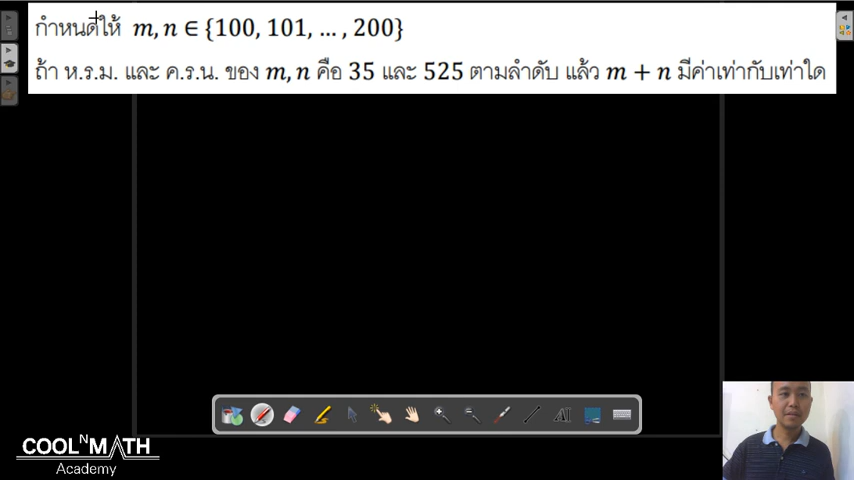 กำหนดให้ m, n ∈ {100, 101, … , 200}
ถ้า ห.ร.ม. และ ค.ร.น. ของ m, n คือ 35 และ 525 ตามลำดับ แล้ว m + n มีค่าเท่ากับเท่าใด
COOL N MATH
Academy